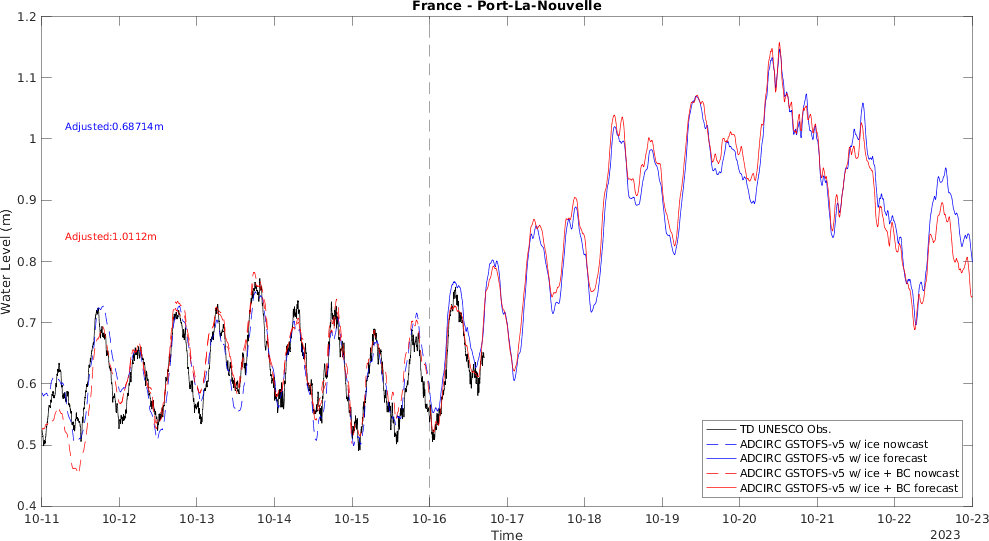 France - Port-La-Nouvelle
1.2
1.1
1
0.9
0.8
0.7
0.6
0.5
0.4
Water Level (m)
Adjusted:0.68714m
Adjusted:1.0112m
TD UNESCO Obs.
ADCIRC GSTOFS-v5 w/ ice nowcast
ADCIRC GSTOFS-v5 w/ ice forecast
ADCIRC GSTOFS-v5 w/ ice + BC nowcast
ADCIRC GSTOFS-v5 w/ ice + BC forecast
10-11 10-12 10-13 10-14 10-15 10-16 10-17 10-18 10-19 10-20 10-21 10-22 10-23
Time
2023